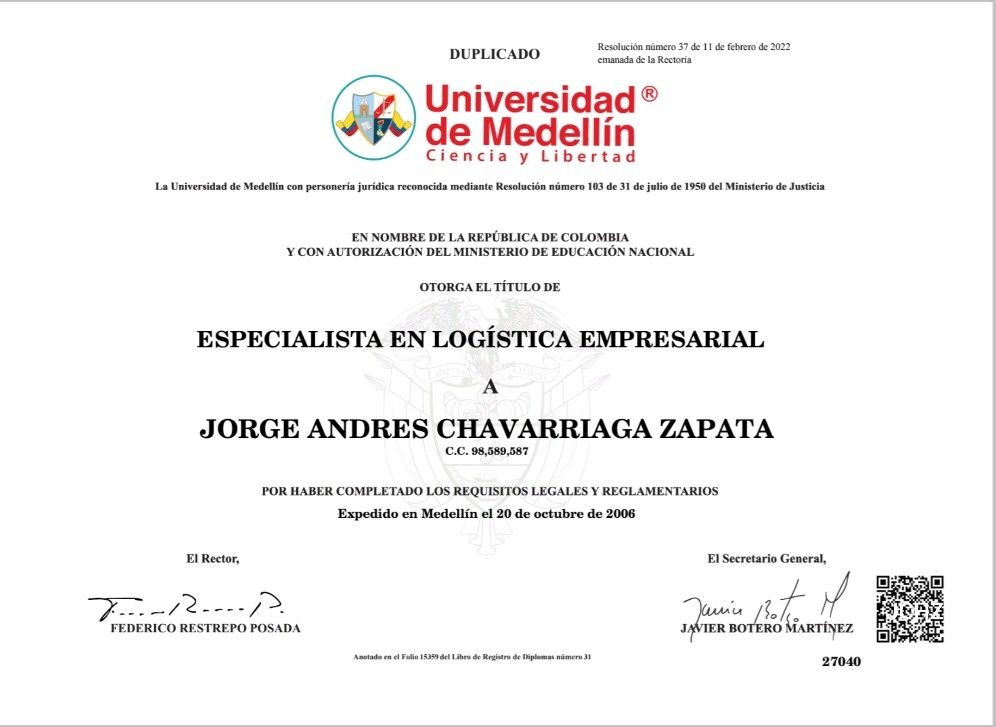 DUPLICADO
Resolución número 37 de 11 de febrero de 2022
emanada de la Rectoría
Universidad ®
de Medellín
Ciencia y Libertad
La Universidad de Medellín con personería jurídica reconocida mediante Resolución número 103 de 31 de julio de 1950 del Ministerio de Justicia
EN NOMBRE DE LA REPÚBLICA DE COLOMBIA
Y CON AUTORIZACIÓN DEL MINISTERIO DE EDUCACIÓN NACIONAL
OTORGA EL TÍTULO DE
ESPECIALISTA EN LOGÍSTICA EMPRESARIAL
A
JORGE ANDRES CHAVARRIAGA ZAPATA
C.C. 98,589,587
POR HABER COMPLETADO LOS REQUISITOS LEGALES Y REGLAMENTARIOS
Expedido en Medellín el 20 de octubre de 2006
El Rector,
El Secretario General,
Javier Botero M
FEDERICO RESTREPO POSADA
JAVIER BOTERO MARTÍNEZ
Anotado en el Folio 15359 del Libro de Registro de Diplomas número 31
27040